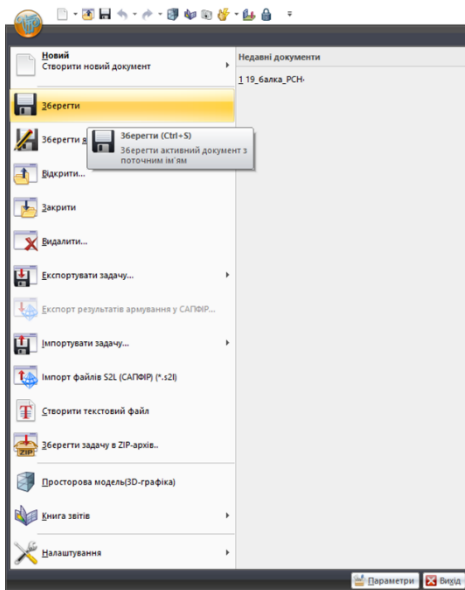 Новий
Створити новий документ
Недавні документи
1 19_балка_РСН
Зберегти
Зберегти
Зберегти (Ctrl+S)
Зберегти активний документ з
поточним ім'ям
Відкрити...
Закрити
Видалити...
Експортувати задачу...
Експорт результатів армування у САПФІР...
Імпортувати задачу...
Імпорт файлів S2L (САПФІР) (*.s2l)
Створити текстовий файл
ZIP
Зберегти задачу в ZIP-архів..
Просторова модель(3D-графіка)
Книга звітів
Налаштування
Параметри
Вихід